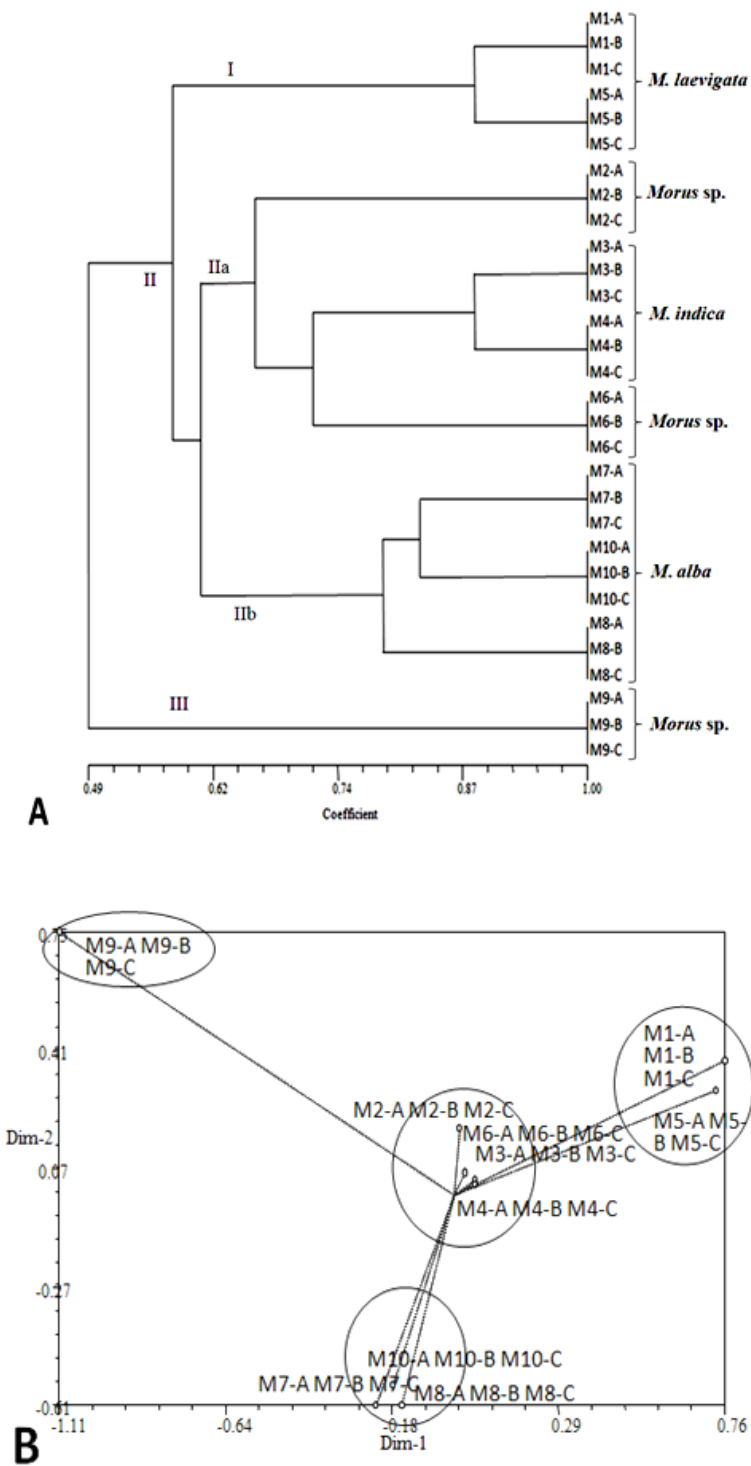 M1-A
I
M1-B
M1-C
M. laevigata
M5-A
M5-B
M5-C
M2-A
M2-B
Morus sp.
M2-C
M3-A
IIa
M3-B
II
M3-C
M. indica
M4-A
M4-B
M4-C
M6-A
M6-B
Morus sp.
M6-C
M7-A
M7-B
M7-C
M10-A
M10-B
M. alba
M10-C
IIb
M8-A
M8-B
M8-C
M9-A
III
M9-B
Morus sp.
M9-C
0.49 0.62 0.74 0.87 1.00
Coefficient
A
0.75
M9-A M9-B
M9-C
M1-A
0.41
M1-B
M1-C
M2-A M2-B M2-C
M5-A M5-
B M5-C
Dim-2
M6-A M6-B M6-C
M3-A M3-B M3-C
0.07
M4-A M4-B M4-C
-0.27
M10-A M10-B M10-C
M7-A M7-B M7-C
M8-A M8-B M8-C
-0.61
-1.11 -0.64 -0.18 0.29 0.76
Dim-1
B